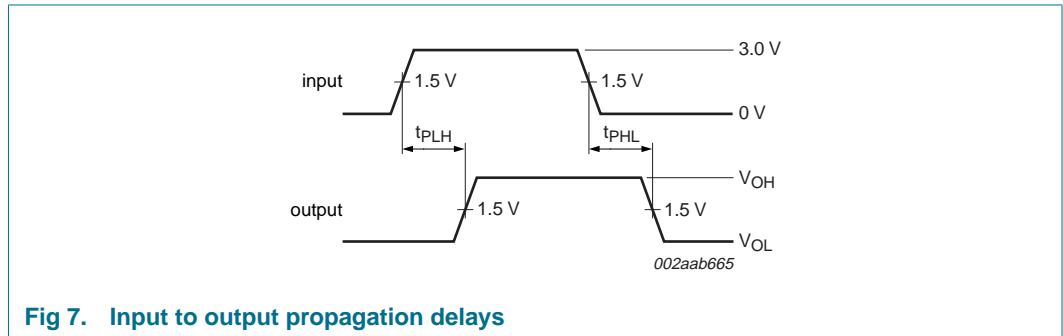 3.0 V
input
1.5 V
1.5 V
0 V
tPLH
tPHL
VOH
output
1.5 V
1.5 V
VOL
002aab665
Fig 7. Input to output propagation delays